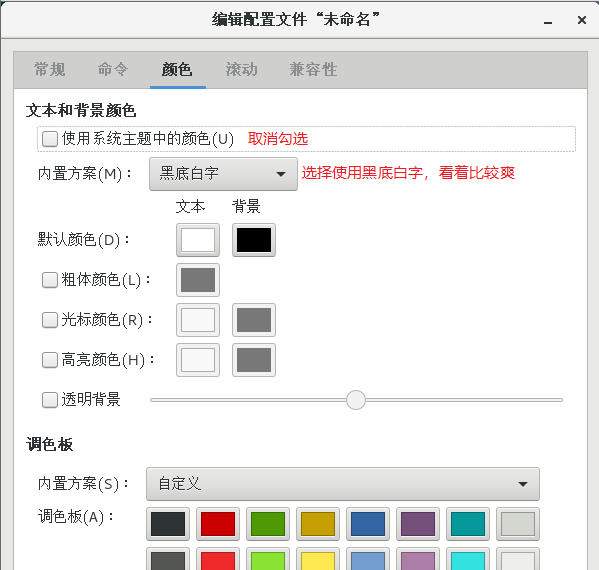 编辑配置文件“未命名”
常规 命令 颜色 滚动 兼容性
文本和背景颜色
使用系统主题中的颜色(U) 取消勾选
内置方案(M)： 黑底白字 选择使用黑底白字，看着比较爽
文本 背景
默认颜色(D)：
粗体颜色(L)：
光标颜色(R)：
高亮颜色(H)：
透明背景
调色板
内置方案(S)： 自定义
调色板(A)：